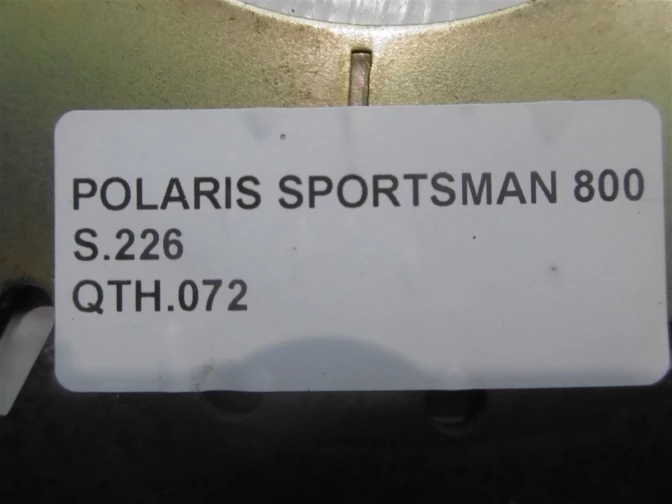 POLARIS SPORTSMAN 800
S.226
QTH.072